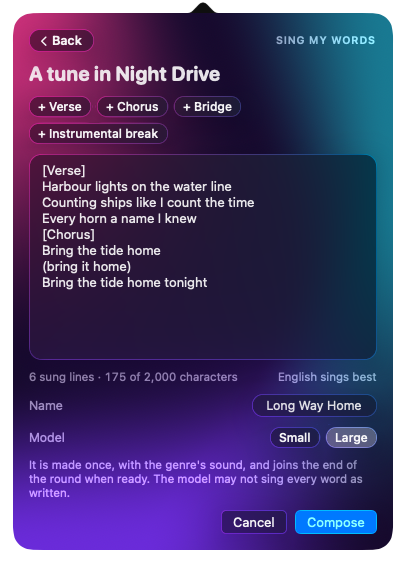 Back
SING MY WORDS
A tune in Night Drive
+ Verse
+ Chorus
+ Bridge
+ Instrumental break
[Verse]
Harbour lights on the water line
Counting ships like I count the time
Every horn a name I knew
[Chorus]
Bring the tide home
(bring it home)
Bring the tide home tonight
6 sung lines · 175 of 2,000 characters
English sings best
Name
Long Way Home
Model
Small
Large
It is made once, with the genre's sound, and joins the end of
the round when ready. The model may not sing every word as
written.
Cancel
Compose